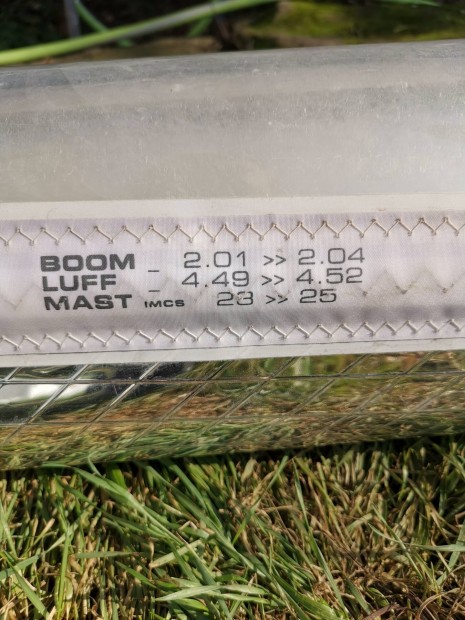 BOOM - 2.01 >> 2.04
LUFF - 4.49 >> 4.52
MAST IMCS 23 >> 25